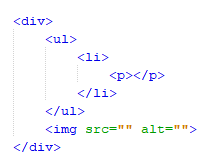 <div>
    <ul>
        <li>
            <p></p>
        </li>
    </ul>
    <img src="" alt="">
</div>